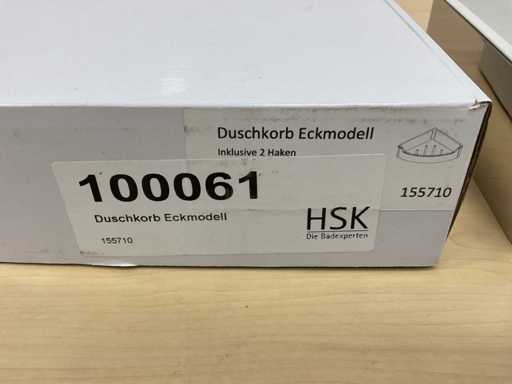 Duschkorb Eckmodell
Inklusive 2 Haken
155710
100061
Duschkorb Eckmodell
155710
HSK
Die Badexperten